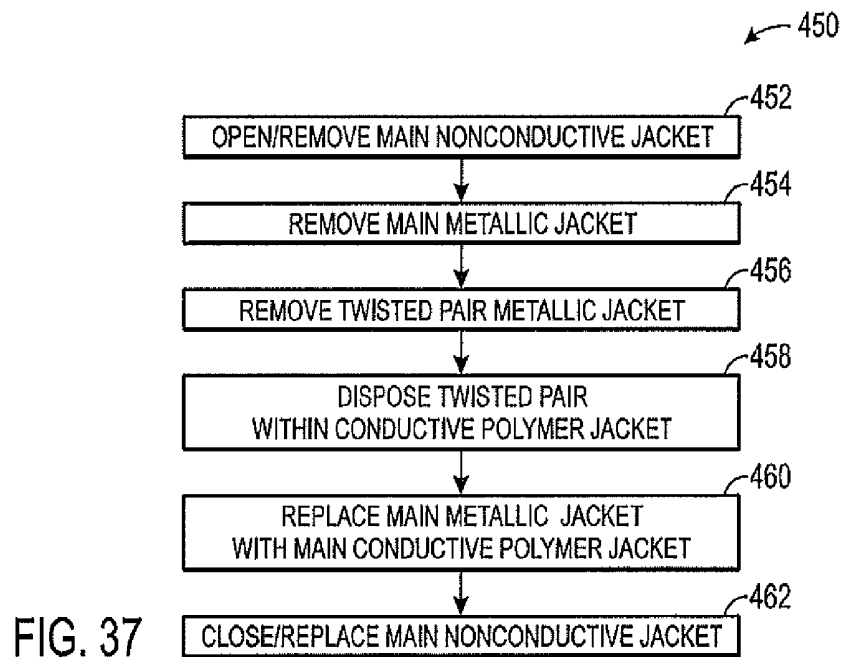 450
452
OPEN/REMOVE MAIN NONCONDUCTIVE JACKET
454
REMOVE MAIN METALLIC JACKET
456
REMOVE TWISTED PAIR METALLIC JACKET
458
DISPOSE TWISTED PAIR
WITHIN CONDUCTIVE POLYMER JACKET
460
REPLACE MAIN METALLIC JACKET
WITH MAIN CONDUCTIVE POLYMER JACKET
462
CLOSE/REPLACE MAIN NONCONDUCTIVE JACKET
FIG. 37